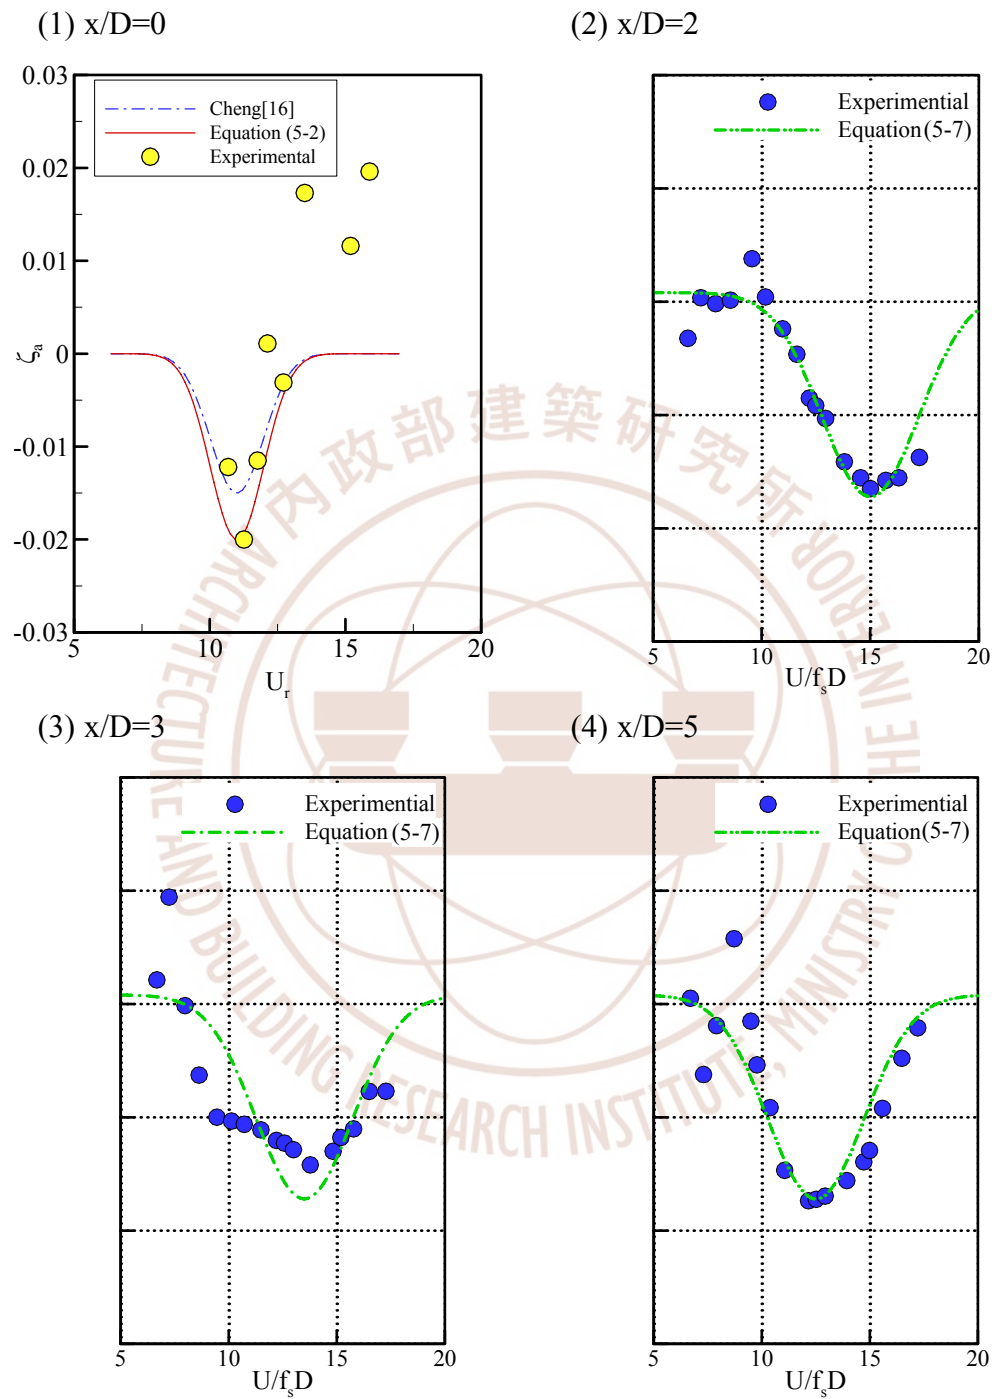 (1) x/D=0
(2) x/D=2
0.03
0.02
0.01
0
-0.01
-0.02
-0.03
ζa
Cheng[16]
Equation (5-2)
Experimental
5
10
15
20
Ur
Experimential
Equation(5-7)
5
10
15
20
U/fsD
(3) x/D=3
(4) x/D=5
Experimential
Equation(5-7)
5
10
15
20
U/fsD
Experimential
Equation(5-7)
5
10
15
20
U/fsD
內政部建築研究所
ARCHITECTURE AND BUILDING RESEARCH INSTITUTE, MINISTRY O THE INTERIOR